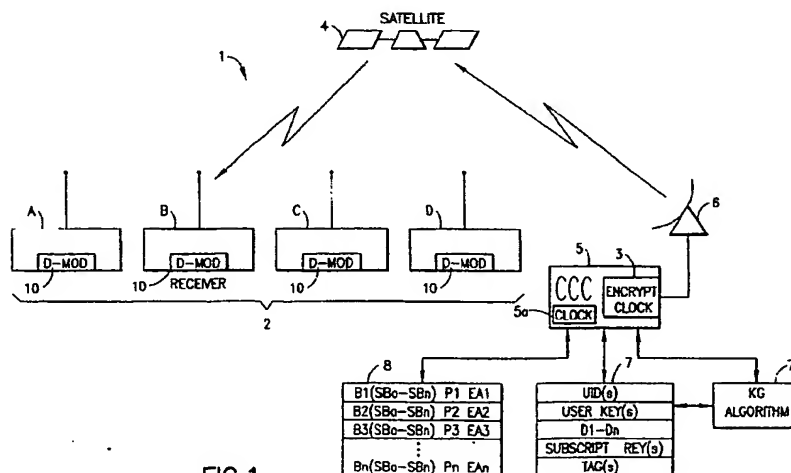 SATELLITE
4
1
6
A
B
C
D
D-MOD
D-MOD
D-MOD
D-MOD
10
10
RECEIVER
10
10
2
5
3
CCC
ENCRYPT
CLOCK
CLOCK
5a
8
7
7
B1(SBo-SBn) P1 EA1
B2(SBo-SBn) P2 EA2
B3(SBo-SBn) P3 EA3
Bn(SBo-SBn) Pn EAn
UID(s)
USER KEY(s)
D1-Dn
SUBSCRIPT REY(s)
TAG(s)
KG
ALGORITHM